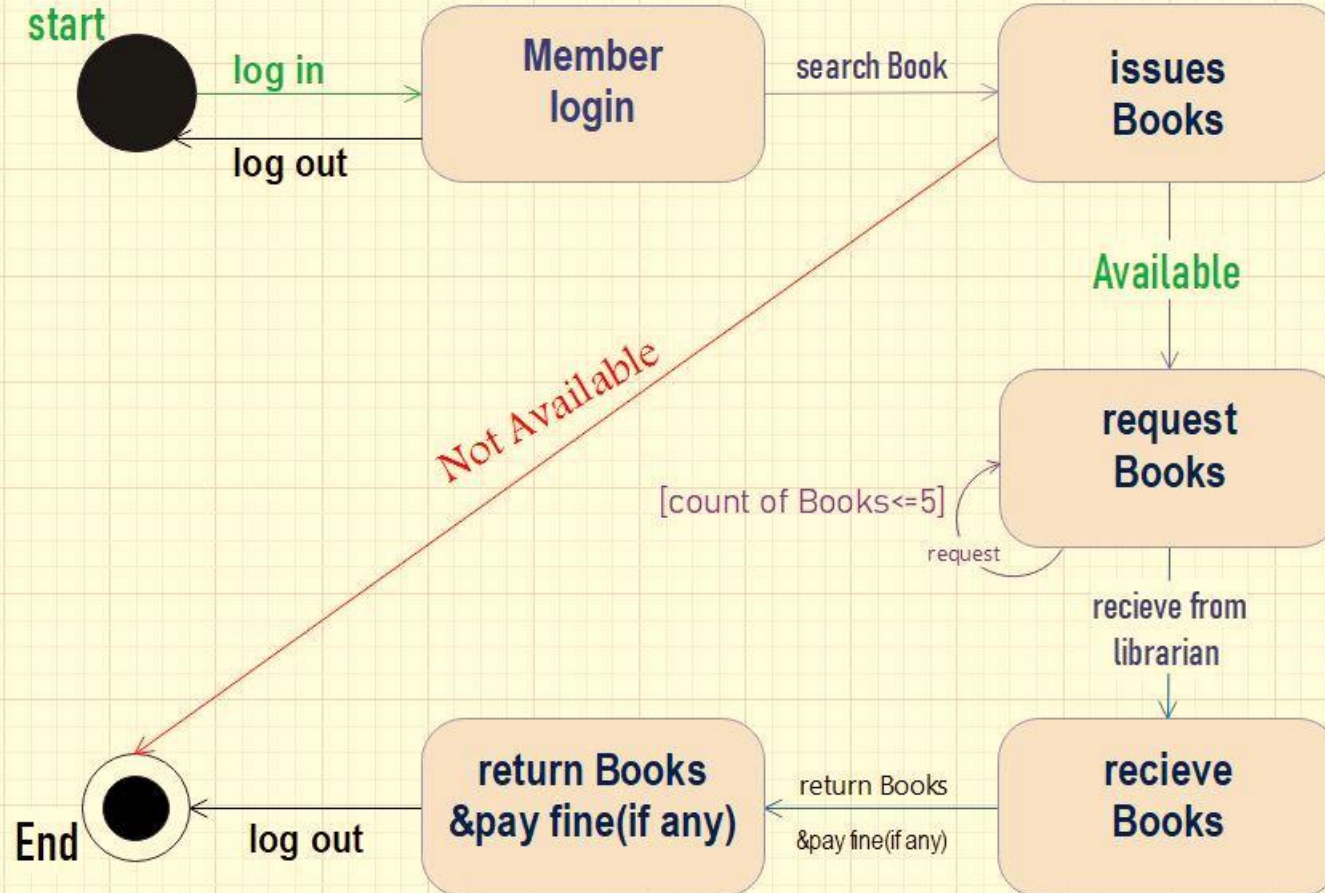 start
log in
log out
Member
login
search Book
issues
Books
Available
Not Available
request
Books
[count of Books<=5]
request
recieve from
librarian
recieve
Books
return Books
&pay fine(if any)
return Books
&pay fine(if any)
log out
End